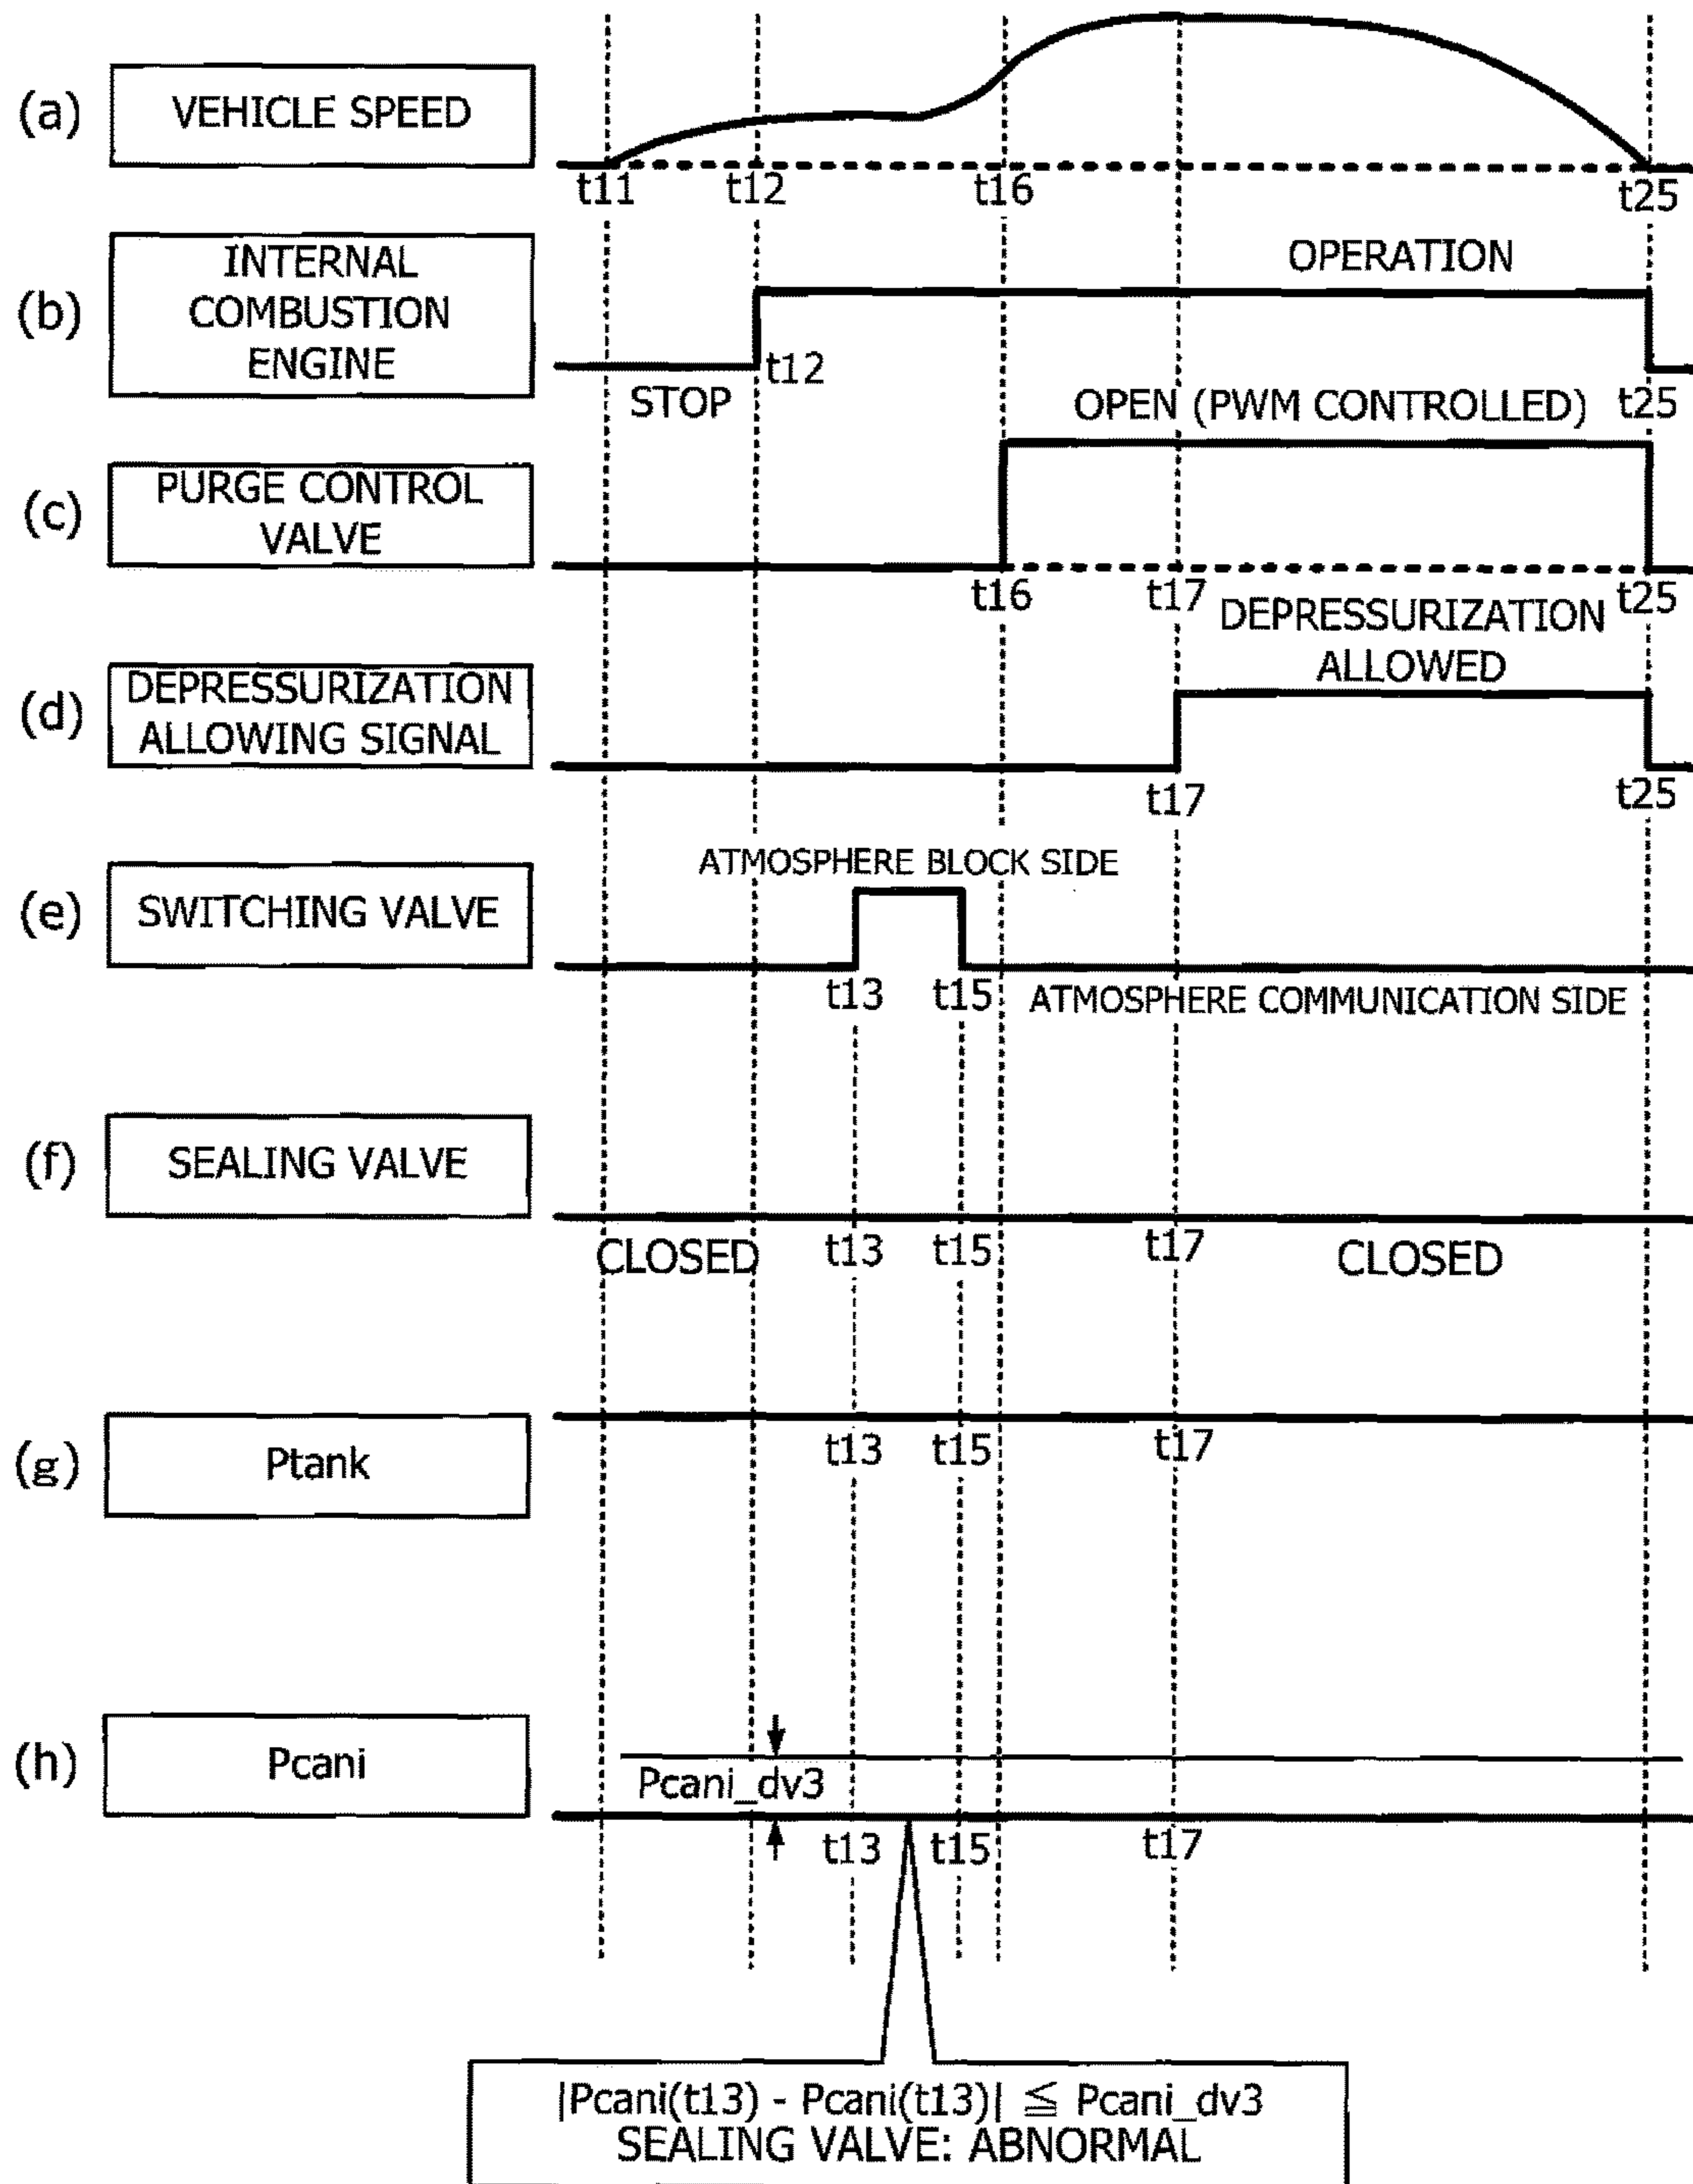 (a) VEHICLE SPEED
t11 t12 t16 t25
(b) INTERNAL
COMBUSTION
ENGINE
OPERATION
t12
STOP
t25
(c) PURGE CONTROL
VALVE
OPEN (PWM CONTROLLED)
t16 t17 t25
(d) DEPRESSURIZATION
ALLOWING SIGNAL
DEPRESSURIZATION
ALLOWED
t17 t25
(e) SWITCHING VALVE
ATMOSPHERE BLOCK SIDE
t13 t15 ATMOSPHERE COMMUNICATION SIDE
(f) SEALING VALVE
CLOSED t13 t15 t17 CLOSED
(g) Ptank
t13 t15 t17
(h) Pcani
Pcani_dv3
t13 t15 t17
|Pcani(t13) - Pcani(t13)| ≦ Pcani_dv3
SEALING VALVE: ABNORMAL